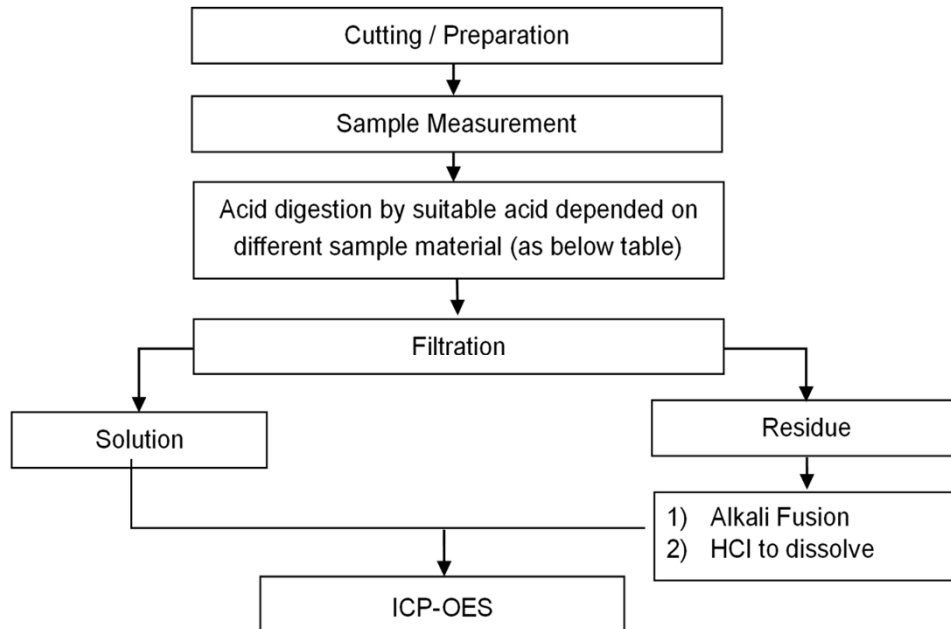 Cutting / Preparation
Sample Measurement
Acid digestion by suitable acid depended on
different sample material (as below table)
Filtration
Solution
Residue
1) Alkali Fusion
2) HCl to dissolve
ICP-OES